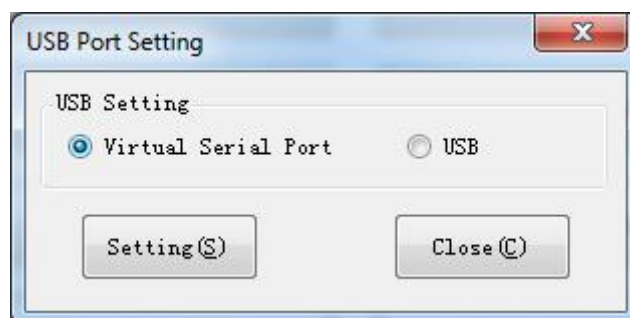 USB Port Setting
USB Setting
Virtual Serial Port USB
Setting(S) Close(C)